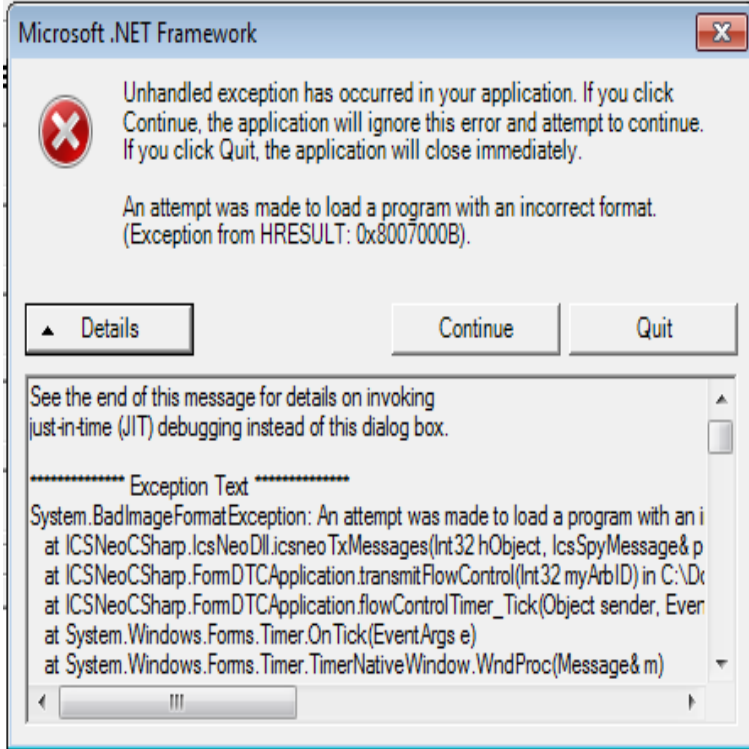 Microsoft .NET Framework
Unhandled exception has occurred in your application. If you click
Continue, the application will ignore this error and attempt to continue.
If you click Quit, the application will close immediately.
An attempt was made to load a program with an incorrect format.
(Exception from HRESULT: 0x8007000B).
Details
Continue
Quit
See the end of this message for details on invoking
just-in-time (JIT) debugging instead of this dialog box.
************** Exception Text **************
System.BadImageFormatException: An attempt was made to load a program with an i
at ICSNeoCSharp.IcsNeoDll.icsneoTxMessages(Int32 hObject, IcsSpyMessage& p
at ICSNeoCSharp.FormDTCApplication.transmitFlowControl(Int32 myArbID) in C:\Do
at ICSNeoCSharp.FormDTCApplication.flowControlTimer_Tick(Object sender, Even
at System.Windows.Forms.Timer.OnTick(EventArgs e)
at System.Windows.Forms.Timer.TimerNativeWindow.WndProc(Message& m)